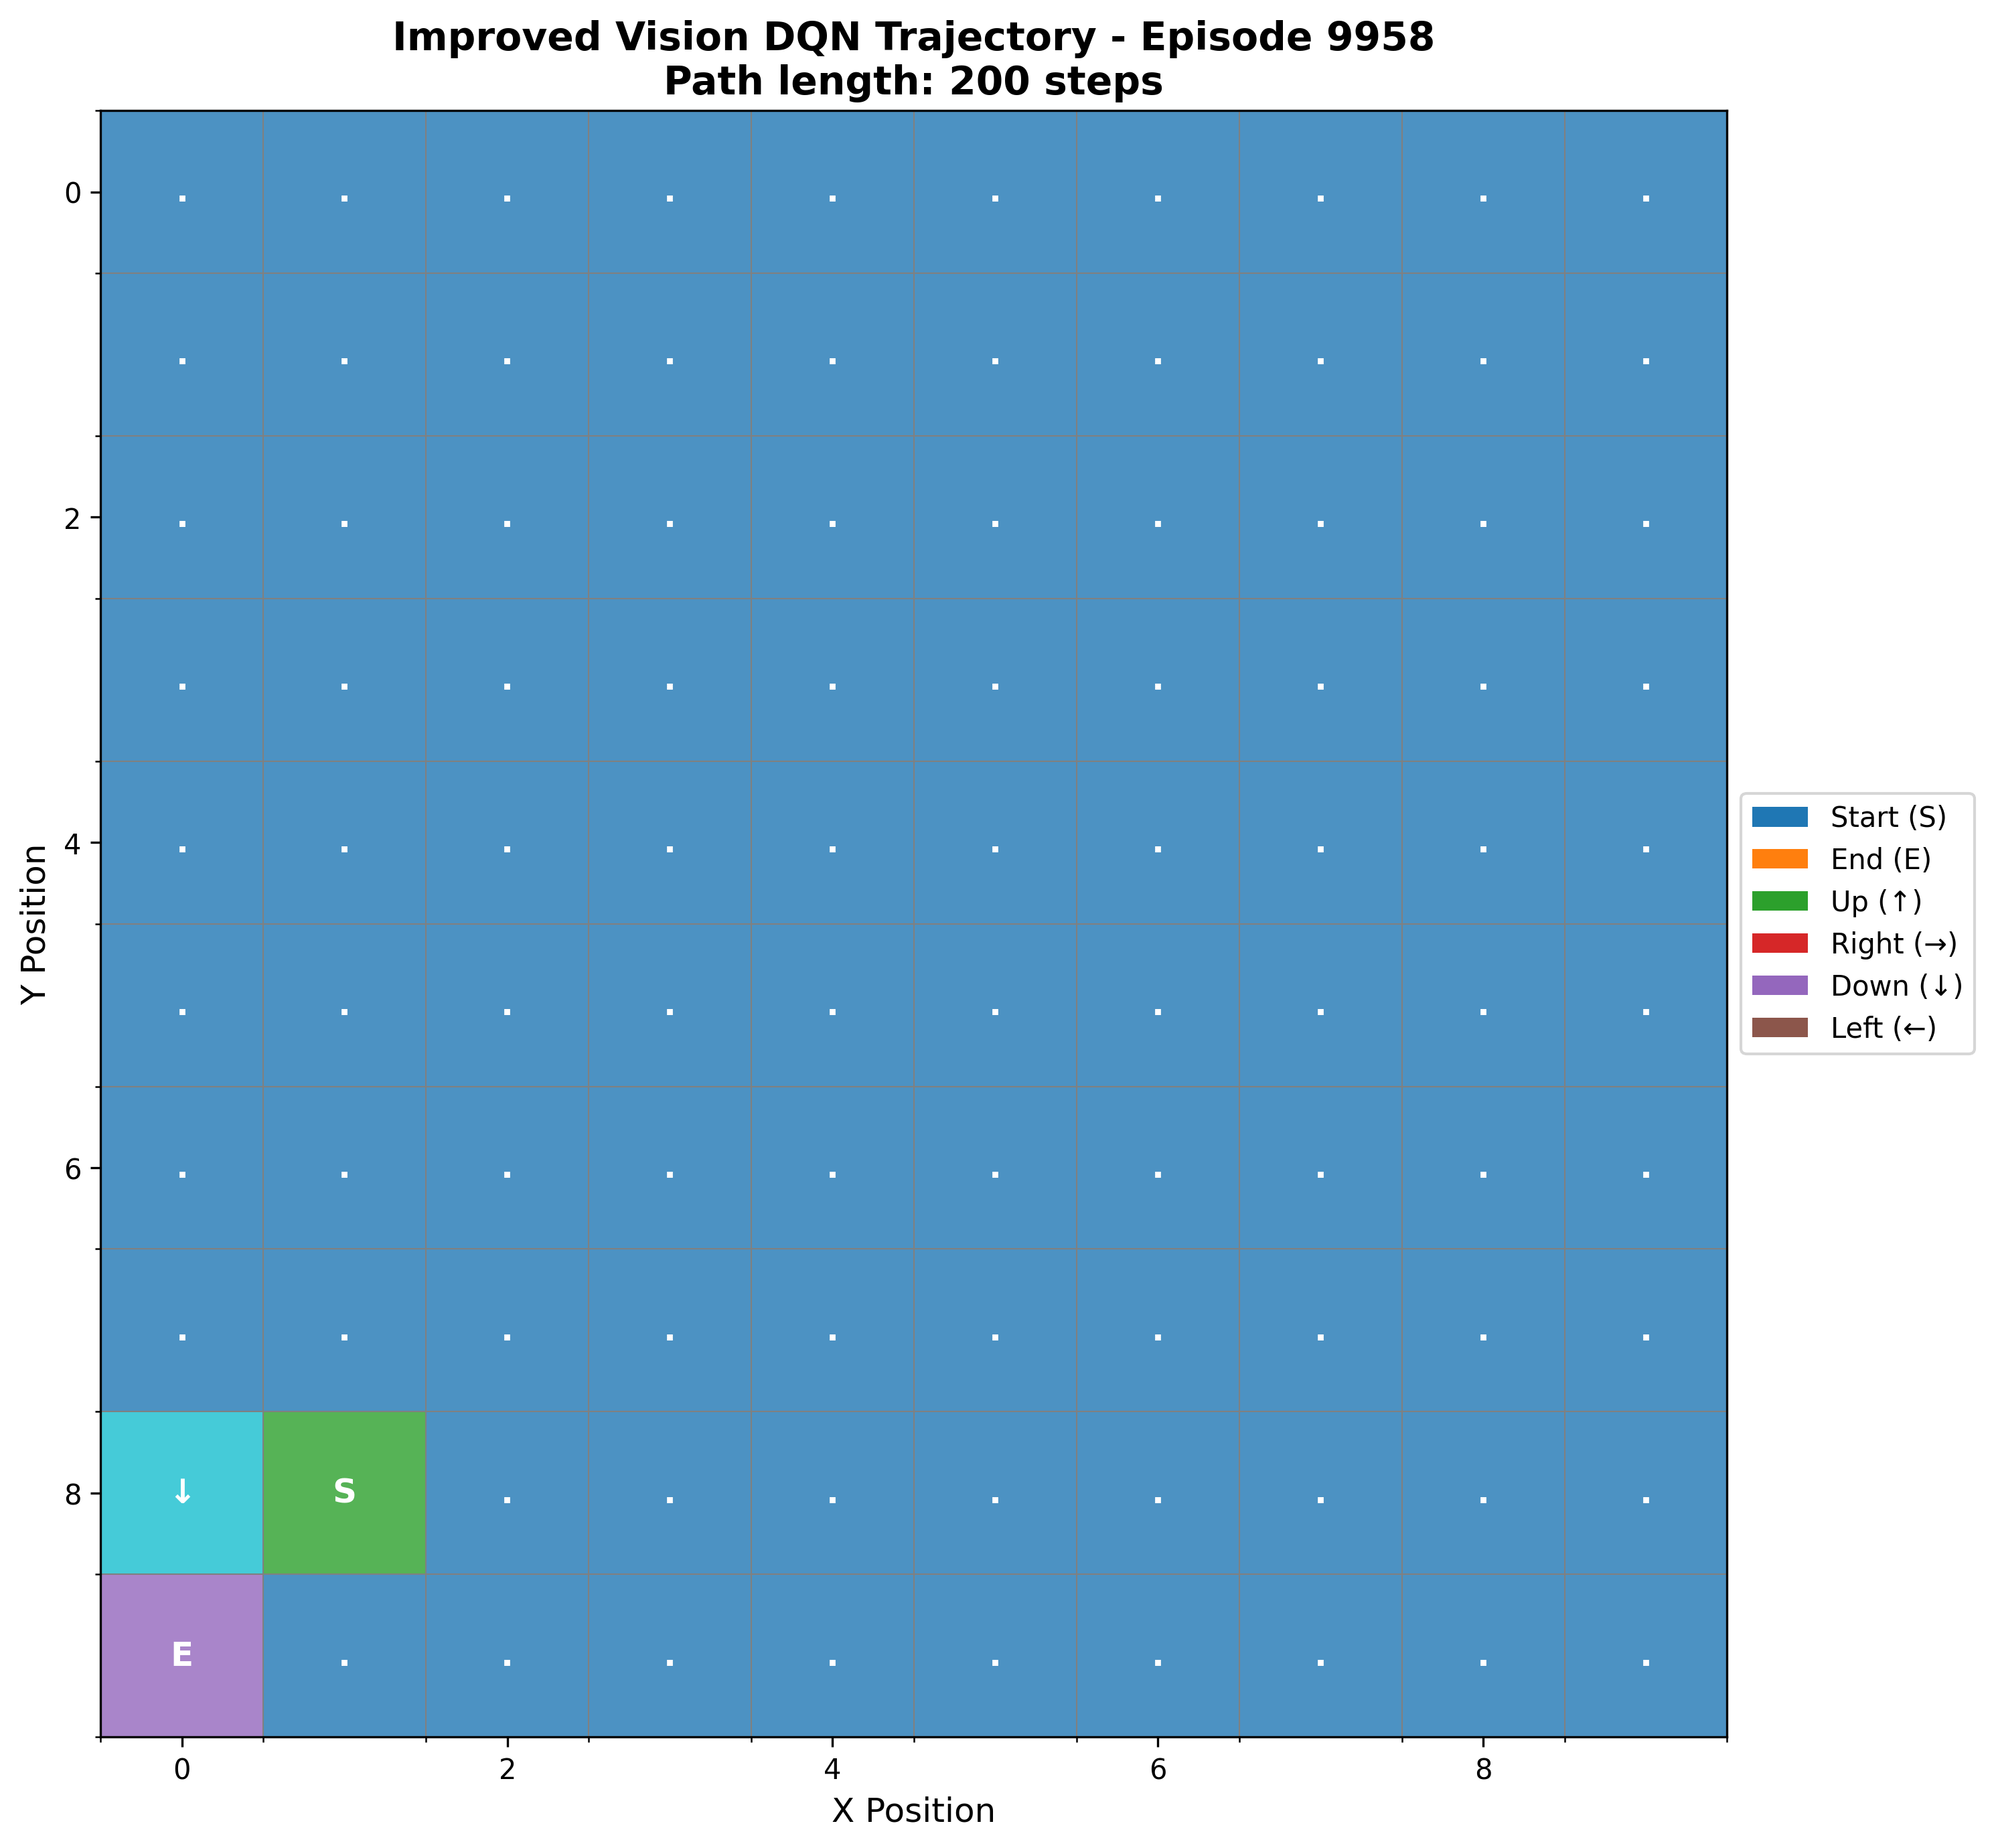 Improved Vision DQN Trajectory - Episode 9958
Path length: 200 steps
0
2
4
6
8
Y Position
↓ S
E
0 2 4 6 8
X Position
Start (S)
End (E)
Up (↑)
Right (→)
Down (↓)
Left (←)